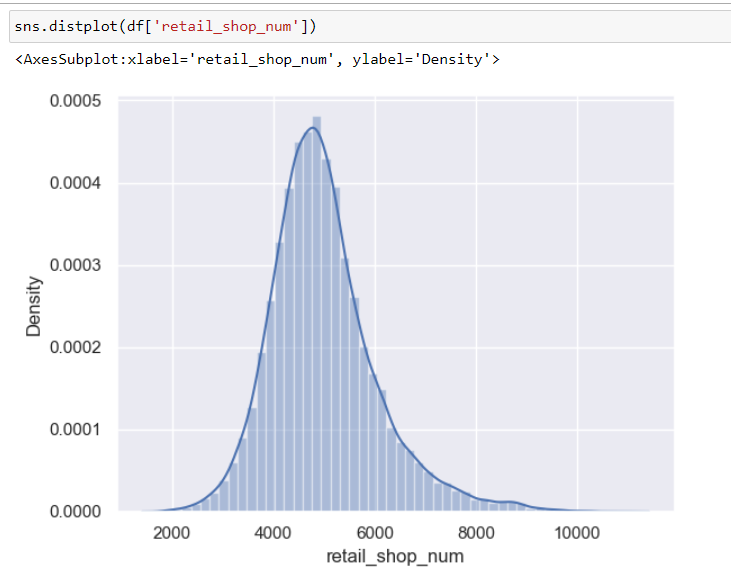 sns.distplot(df['retail_shop_num'])
<AxesSubplot:xlabel='retail_shop_num', ylabel='Density'>
0.0005
0.0004
0.0003
0.0002
0.0001
0.0000
Density
2000 4000 6000 8000 10000
retail_shop_num